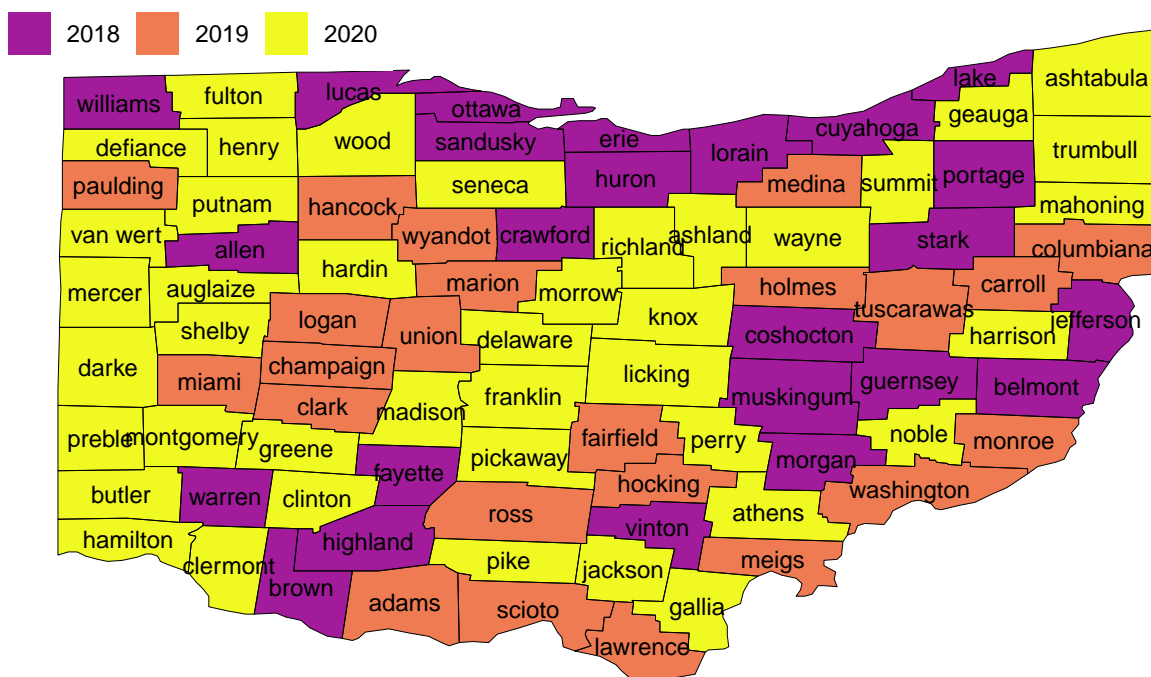 2018 2019 2020
lake ashtabula
williams fulton lucas ottawa geauga
defiance henry wood sandusky erie lorain cuyahoga trumbull
paulding putnam hancock seneca huron medina summit portage mahoning
van wert allen wyandot crawford richland ashland wayne stark columbiana
mercer auglaize hardin marion morrow holmes tuscarawas carroll
shelby logan union delaware knox coshocton harrison jefferson
darke miami champaign franklin licking muskingum guernsey belmont
preble montgomery clark madison fairfield perry noble monroe
butler warren greene clinton fayette pickaway hocking morgan washington
hamilton clermont highland ross vinton athens
brown adams pike jackson meigs
scioto gallia
lawrence